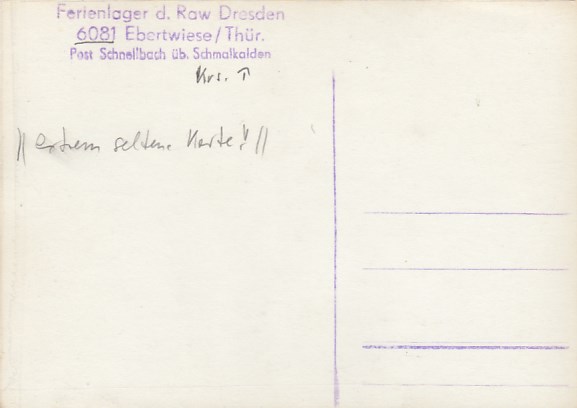 Ferienlager d. Raw Dresden
6081 Ebertwiese/Thür.
Post Schnellbach üb. Schmalkalden
Krs. T
|| extrem seltene Karte!! ||